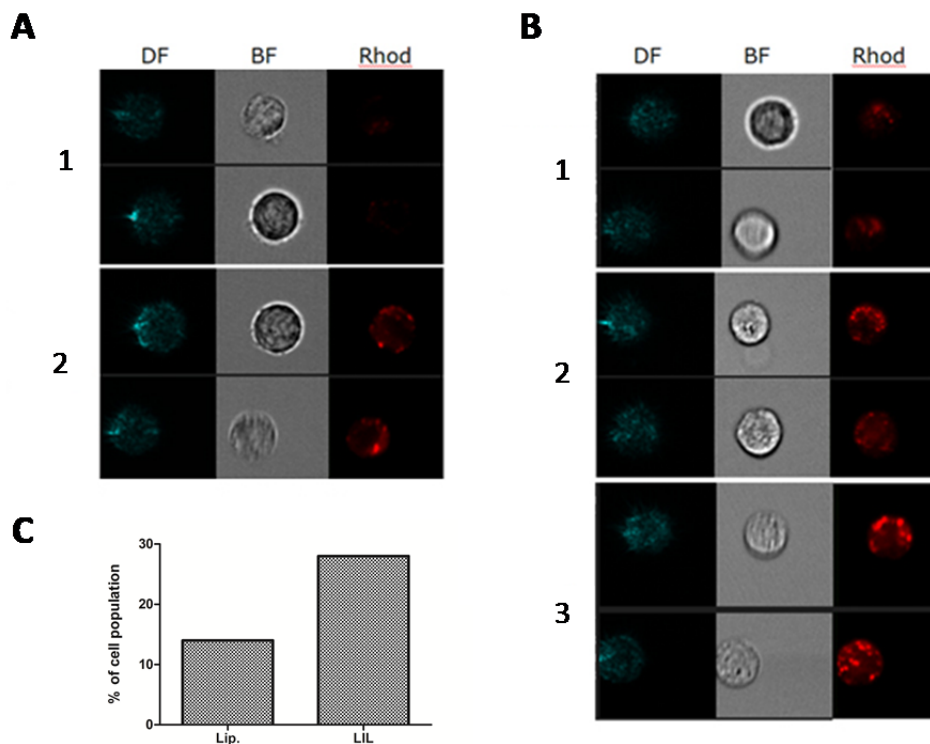 A
DF BF Rhod
1
2
B
DF BF Rhod
1
2
3
C
% of cell population
30
20
10
0
Lip. LIL